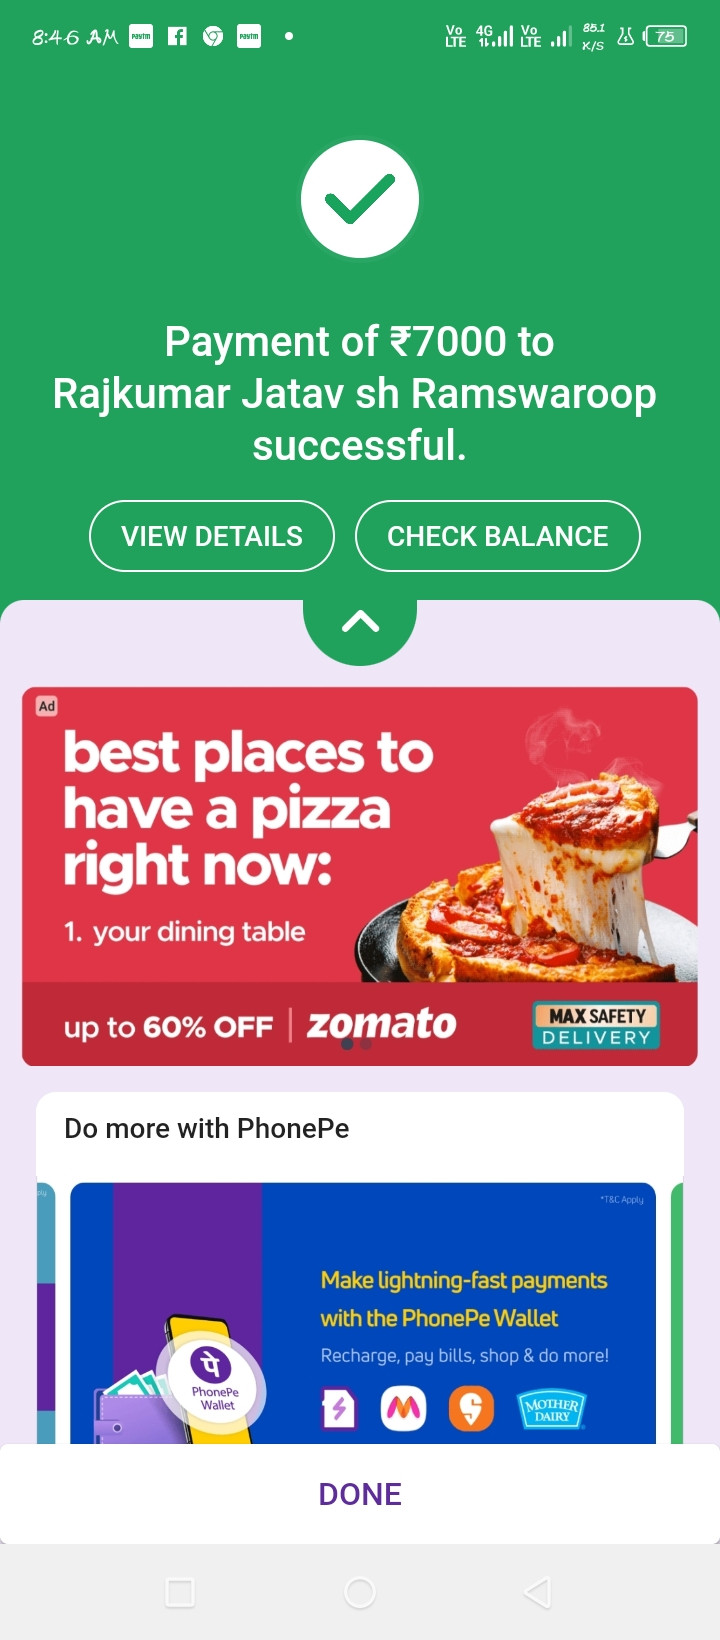 8:46 AM paytm paytm Vo LTE 4G Vo LTE 85.1 K/S 75
Payment of ₹7000 to
Rajkumar Jatav sh Ramswaroop
successful.
VIEW DETAILS CHECK BALANCE
Ad
best places to
have a pizza
right now:
1. your dining table
up to 60% OFF zomato MAX SAFETY DELIVERY
Do more with PhonePe
*T&C Apply
Make lightning-fast payments
with the PhonePe Wallet
Recharge, pay bills, shop & do more!
पे
PhonePe
Wallet
MOTHER
DAIRY
DONE